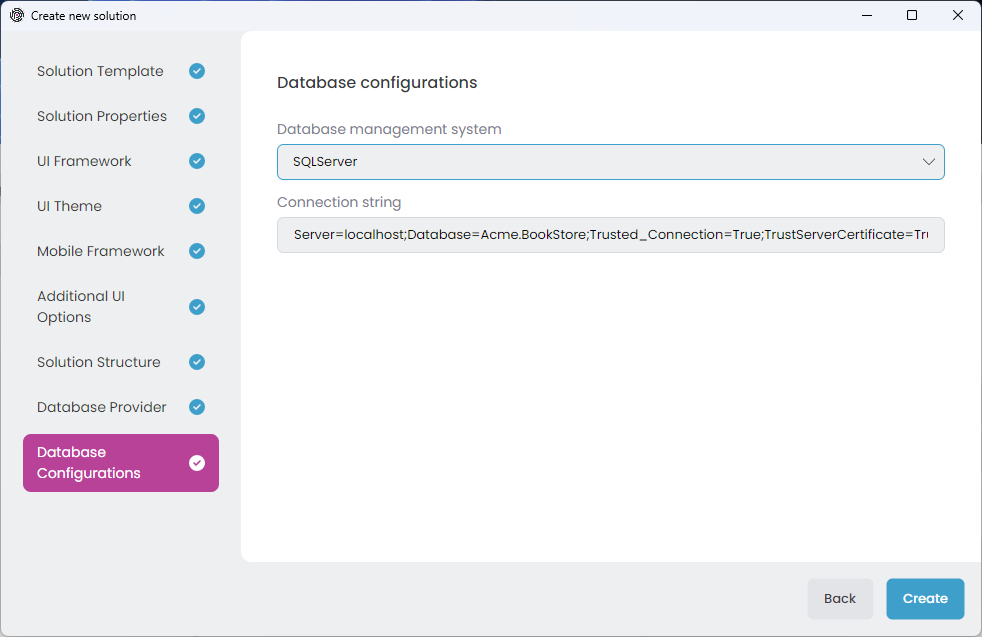 Create new solution
Solution Template
Solution Properties
UI Framework
UI Theme
Mobile Framework
Additional UI
Options
Solution Structure
Database Provider
Database
Configurations
Database configurations
Database management system
SQLServer
Connection string
Server=localhost;Database=Acme.BookStore;Trusted_Connection=True;TrustServerCertificate=Tr
Back
Create